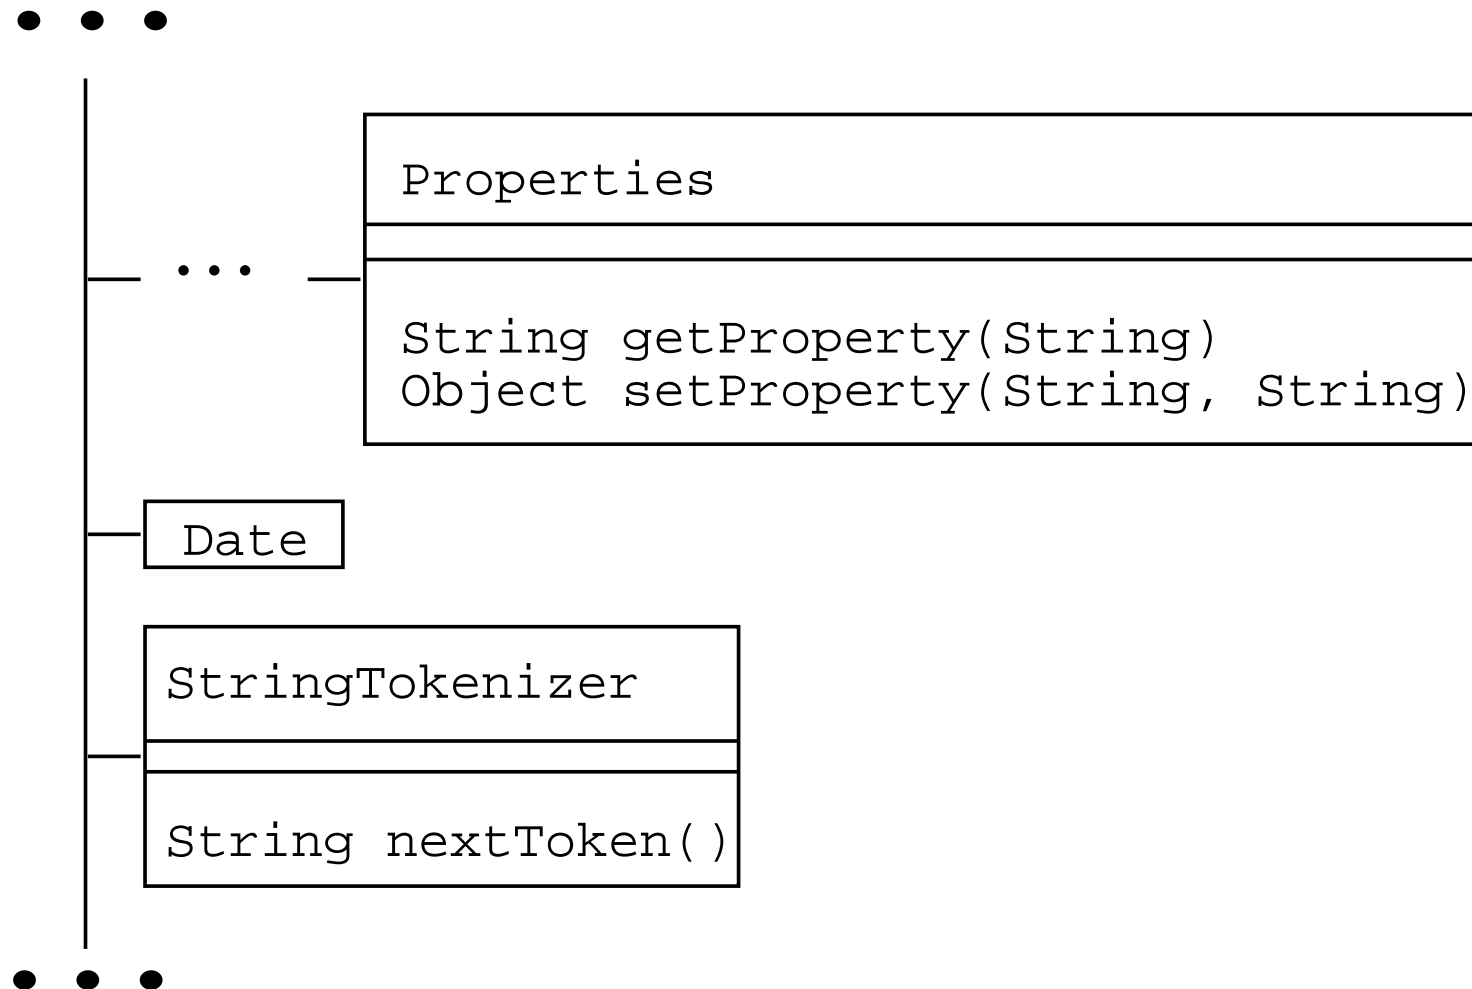 • • •
Properties
...
String getProperty(String)
Object setProperty(String, String)
Date
StringTokenizer
String nextToken()
• • •